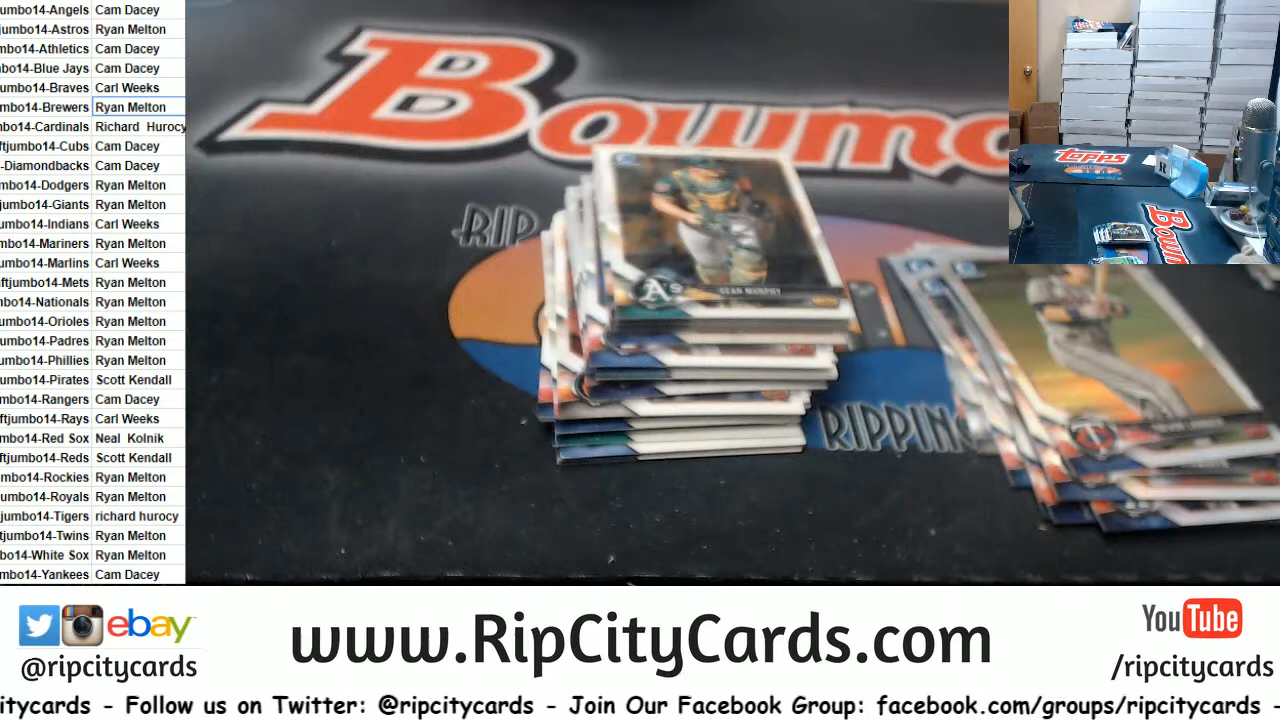 umbo14-Angels Cam Dacey
jumbo14-Astros Ryan Melton
mbo14-Athletics Cam Dacey
nbo14-Blue Jays Cam Dacey
umbo14-Braves Carl Weeks
mbo14-Brewers Ryan Melton
nbo14-Cardinals Richard Hurocy
ftjumbo14-Cubs Cam Dacey
-Diamondbacks Cam Dacey
mbo14-Dodgers Ryan Melton
jumbo14-Giants Ryan Melton
umbo14-Indians Carl Weeks
mbo14-Mariners Ryan Melton
umbo14-Marlins Carl Weeks
aftjumbo14-Mets Ryan Melton
nbo14-Nationals Ryan Melton
umbo14-Orioles Ryan Melton
umbo14-Padres Ryan Melton
umbo14-Phillies Ryan Melton
umbo14-Pirates Scott Kendall
mbo14-Rangers Cam Dacey
ftjumbo14-Rays Carl Weeks
mbo14-Red Sox Neal Kolnik
ftjumbo14-Reds Scott Kendall
mbo14-Rockies Ryan Melton
umbo14-Royals Ryan Melton
jumbo14-Tigers richard hurocy
ftjumbo14-Twins Ryan Melton
bo14-White Sox Ryan Melton
mbo14-Yankees Cam Dacey
Bowma
RIP
RIPPING
A's
SEAN MURPHY
topps
Bown
R
ebay
@ripcitycards
www.RipCityCards.com
YouTube
/ripcitycards
itycards - Follow us on Twitter: @ripcitycards - Join Our Facebook Group: facebook.com/groups/ripcitycards -